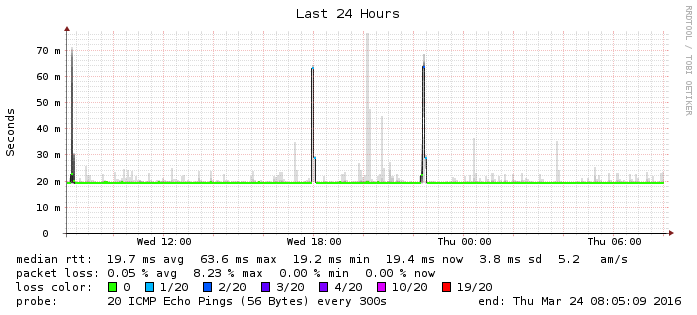 Last 24 Hours
RRDTOOL / TOBI OETIKER
Seconds
70 m
60 m
50 m
40 m
30 m
20 m
10 m
0
Wed 12:00 Wed 18:00 Thu 00:00 Thu 06:00
median rtt: 19.7 ms avg 63.6 ms max 19.2 ms min 19.4 ms now 3.8 ms sd 5.2 am/s
packet loss: 0.05 % avg 8.23 % max 0.00 % min 0.00 % now
loss color: 0 1/20 2/20 3/20 4/20 10/20 19/20
probe: 20 ICMP Echo Pings (56 Bytes) every 300s end: Thu Mar 24 08:05:09 2016